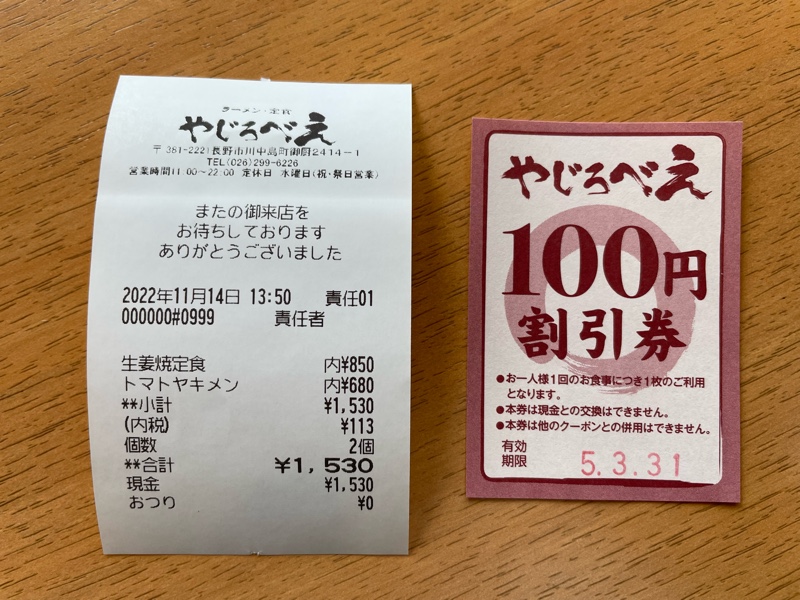 ラーメン・定食
やじろべえ
〒381-2221長野市川中島町御厨2414-1
TEL(026)299-6226
営業時間11:00～22:00 定休日 水曜日(祝・祭日営業)
またの御来店を
お待ちしております
ありがとうございました
2022年11月14日 13:50 責任01
000000#0999 責任者
生姜焼定食 内¥850
トマトヤキメン 内¥680
**小計 ¥1,530
(内税) ¥113
個数 2個
**合計 ¥1,530
現金 ¥1,530
おつり ¥0
やじろべえ
100円
割引券
●お一人様1回のお食事につき1枚のご利用
となります。
●本券は現金との交換はできません。
●本券は他のクーポンとの併用はできません。
有効
期限 5.3.31